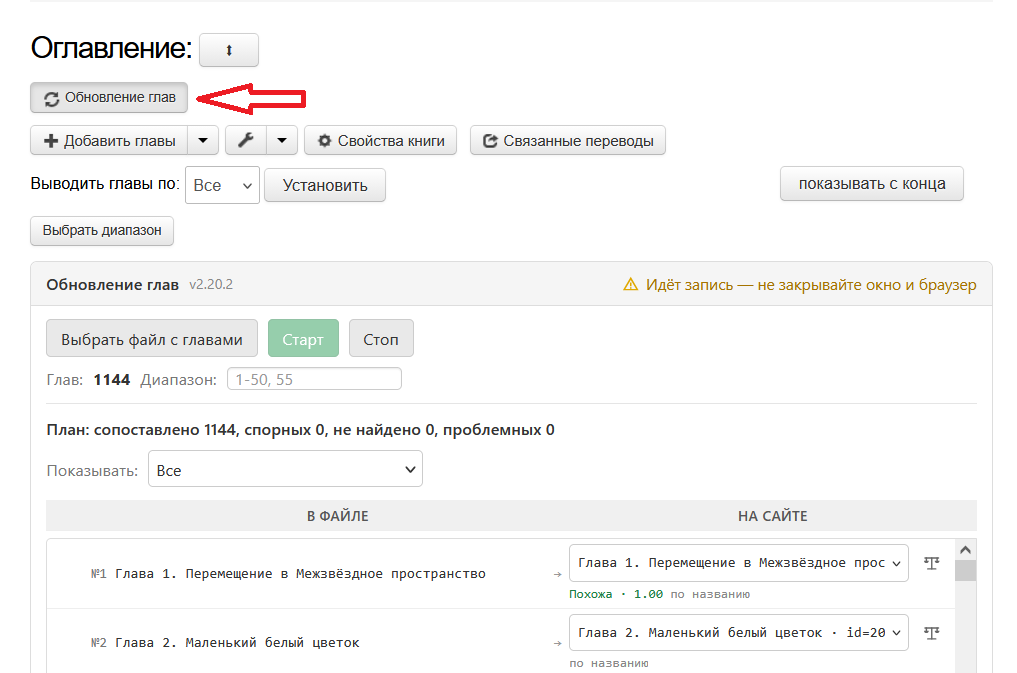 Оглавление:
Обновление глав
Добавить главы Свойства книги Связанные переводы
Выводить главы по: Все Установить показывать с конца
Выбрать диапазон
Обновление глав v2.20.2 Идёт запись — не закрывайте окно и браузер
Выбрать файл с главами Старт Стоп
Глав: 1144 Диапазон: 1-50, 55
План: сопоставлено 1144, спорных 0, не найдено 0, проблемных 0
Показывать: Все
В ФАЙЛЕ НА САЙТЕ
№1 Глава 1. Перемещение в Межзвёздное пространство → Глава 1. Перемещение в Межзвёздное прос
Похожа · 1.00 по названию
№2 Глава 2. Маленький белый цветок → Глава 2. Маленький белый цветок · id=20
по названию